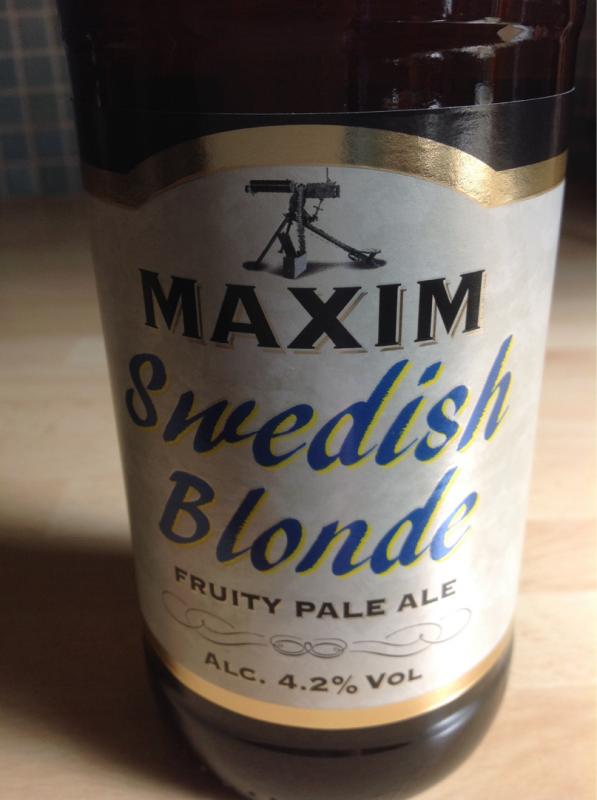 MAXIM
Swedish
Blonde
FRUITY PALE ALE
ALC. 4.2% VOL